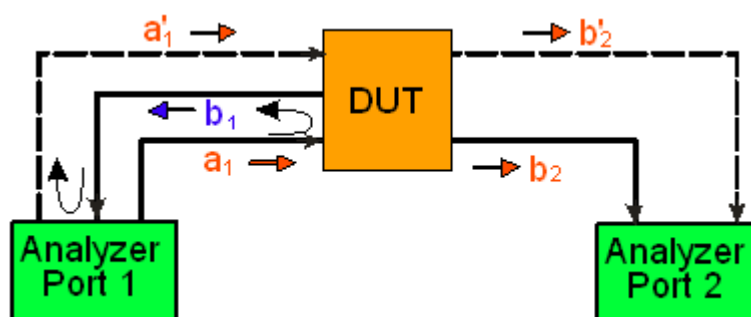 a'1
b'2
DUT
b1
a1
b2
Analyzer
Port 1
Analyzer
Port 2